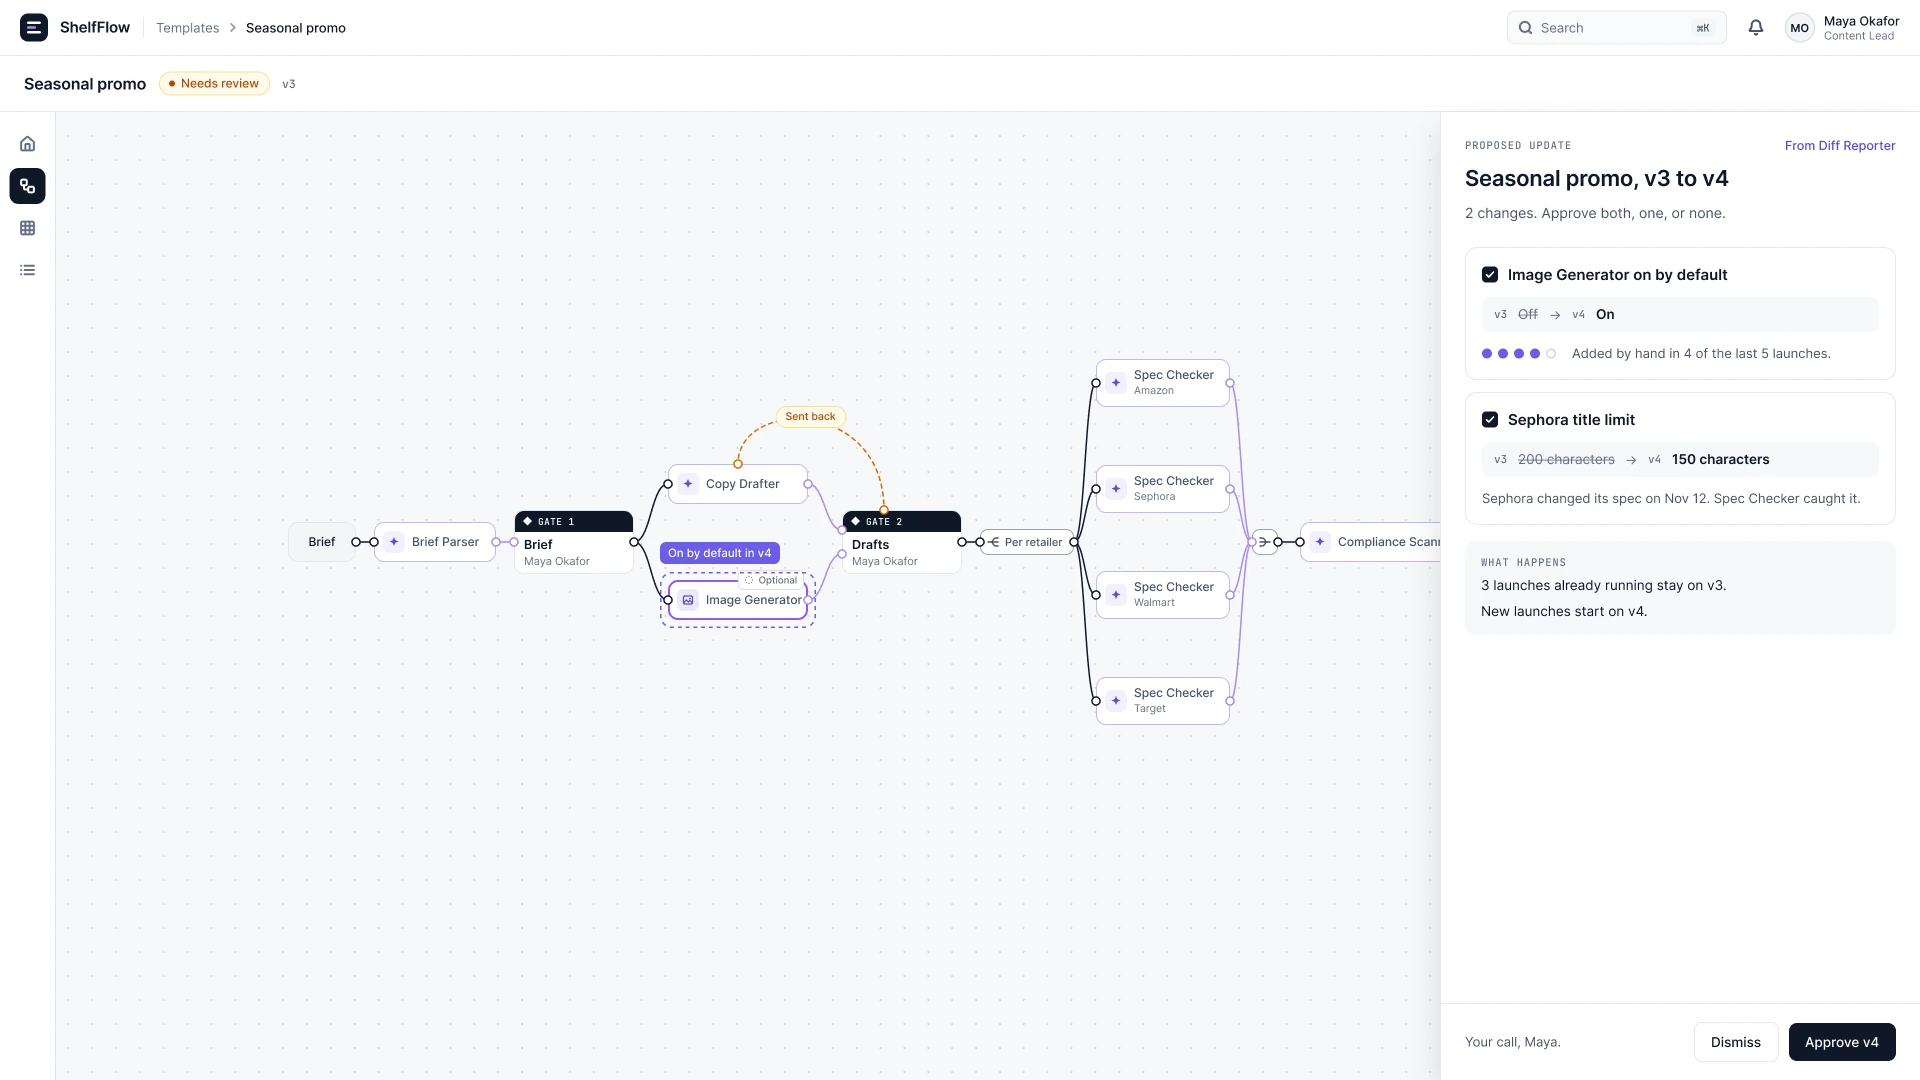 ShelfFlow
Templates
Seasonal promo
Search
⌘K
MO
Maya Okafor
Content Lead
Seasonal promo
Needs review
v3
Brief
Brief Parser
GATE 1
Brief
Maya Okafor
Sent back
Copy Drafter
On by default in v4
Optional
Image Generator
GATE 2
Drafts
Maya Okafor
Per retailer
Spec Checker
Amazon
Spec Checker
Sephora
Spec Checker
Walmart
Spec Checker
Target
Compliance Scann
PROPOSED UPDATE
From Diff Reporter
Seasonal promo, v3 to v4
2 changes. Approve both, one, or none.
Image Generator on by default
v3 Off → v4 On
Added by hand in 4 of the last 5 launches.
Sephora title limit
v3 200 characters → v4 150 characters
Sephora changed its spec on Nov 12. Spec Checker caught it.
WHAT HAPPENS
3 launches already running stay on v3.
New launches start on v4.
Your call, Maya.
Dismiss
Approve v4